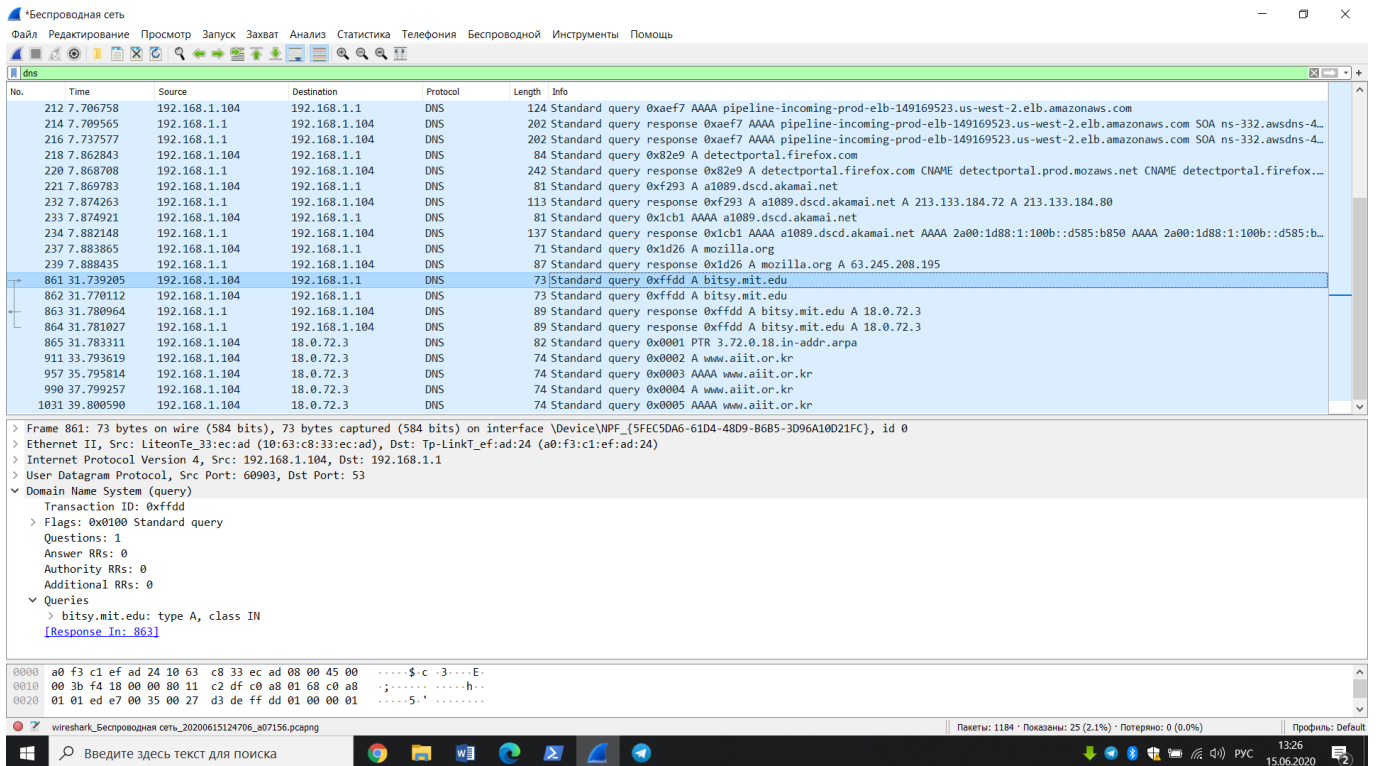 *Беспроводная сеть
Файл Редактирование Просмотр Запуск Захват Анализ Статистика Телефония Беспроводной Инструменты Помощь
dns
No. Time Source Destination Protocol Length Info
212 7.706758 192.168.1.104 192.168.1.1 DNS 124 Standard query 0xaef7 AAAA pipeline-incoming-prod-elb-149169523.us-west-2.elb.amazonaws.com
214 7.709565 192.168.1.1 192.168.1.104 DNS 202 Standard query response 0xaef7 AAAA pipeline-incoming-prod-elb-149169523.us-west-2.elb.amazonaws.com SOA ns-332.awsdns-4…
216 7.737577 192.168.1.1 192.168.1.104 DNS 202 Standard query response 0xaef7 AAAA pipeline-incoming-prod-elb-149169523.us-west-2.elb.amazonaws.com SOA ns-332.awsdns-4…
218 7.862843 192.168.1.104 192.168.1.1 DNS 84 Standard query 0x82e9 A detectportal.firefox.com
220 7.868708 192.168.1.1 192.168.1.104 DNS 242 Standard query response 0x82e9 A detectportal.firefox.com CNAME detectportal.prod.mozaws.net CNAME detectportal.firefox.…
221 7.869783 192.168.1.104 192.168.1.1 DNS 81 Standard query 0xf293 A a1089.dscd.akamai.net
232 7.874263 192.168.1.1 192.168.1.104 DNS 113 Standard query response 0xf293 A a1089.dscd.akamai.net A 213.133.184.72 A 213.133.184.80
233 7.874921 192.168.1.104 192.168.1.1 DNS 81 Standard query 0x1cb1 AAAA a1089.dscd.akamai.net
234 7.882148 192.168.1.1 192.168.1.104 DNS 137 Standard query response 0x1cb1 AAAA a1089.dscd.akamai.net AAAA 2a00:1d88:1:100b::d585:b850 AAAA 2a00:1d88:1:100b::d585:b…
237 7.883865 192.168.1.104 192.168.1.1 DNS 71 Standard query 0x1d26 A mozilla.org
239 7.888435 192.168.1.1 192.168.1.104 DNS 87 Standard query response 0x1d26 A mozilla.org A 63.245.208.195
861 31.739205 192.168.1.104 192.168.1.1 DNS 73 Standard query 0xffdd A bitsy.mit.edu
862 31.770112 192.168.1.104 192.168.1.1 DNS 73 Standard query 0xffdd A bitsy.mit.edu
863 31.780964 192.168.1.1 192.168.1.104 DNS 89 Standard query response 0xffdd A bitsy.mit.edu A 18.0.72.3
864 31.781027 192.168.1.1 192.168.1.104 DNS 89 Standard query response 0xffdd A bitsy.mit.edu A 18.0.72.3
865 31.783311 192.168.1.104 18.0.72.3 DNS 82 Standard query 0x0001 PTR 3.72.0.18.in-addr.arpa
911 33.793619 192.168.1.104 18.0.72.3 DNS 74 Standard query 0x0002 A www.aiit.or.kr
957 35.795814 192.168.1.104 18.0.72.3 DNS 74 Standard query 0x0003 AAAA www.aiit.or.kr
990 37.799257 192.168.1.104 18.0.72.3 DNS 74 Standard query 0x0004 A www.aiit.or.kr
1031 39.800590 192.168.1.104 18.0.72.3 DNS 74 Standard query 0x0005 AAAA www.aiit.or.kr
Frame 861: 73 bytes on wire (584 bits), 73 bytes captured (584 bits) on interface \Device\NPF_{5FEC5DA6-61D4-48D9-B6B5-3D96A10D21FC}, id 0
Ethernet II, Src: LiteonTe_33:ec:ad (10:63:c8:33:ec:ad), Dst: Tp-LinkT_ef:ad:24 (a0:f3:c1:ef:ad:24)
Internet Protocol Version 4, Src: 192.168.1.104, Dst: 192.168.1.1
User Datagram Protocol, Src Port: 60903, Dst Port: 53
Domain Name System (query)
Transaction ID: 0xffdd
Flags: 0x0100 Standard query
Questions: 1
Answer RRs: 0
Authority RRs: 0
Additional RRs: 0
Queries
bitsy.mit.edu: type A, class IN
[Response In: 863]
0000 a0 f3 c1 ef ad 24 10 63 c8 33 ec ad 08 00 45 00 ·····$·c ·3····E·
0010 00 3b f4 18 00 00 80 11 c2 df c0 a8 01 68 c0 a8 ·;······ ·····h··
0020 01 01 ed e7 00 35 00 27 d3 de ff dd 01 00 00 01 ·····5·' ········
wireshark_Беспроводная сеть_20200615124706_a07156.pcapng Пакеты: 1184 · Показаны: 25 (2.1%) · Потеряно: 0 (0.0%) Профиль: Default
Введите здесь текст для поиска РУС 13:26
15.06.2020 2